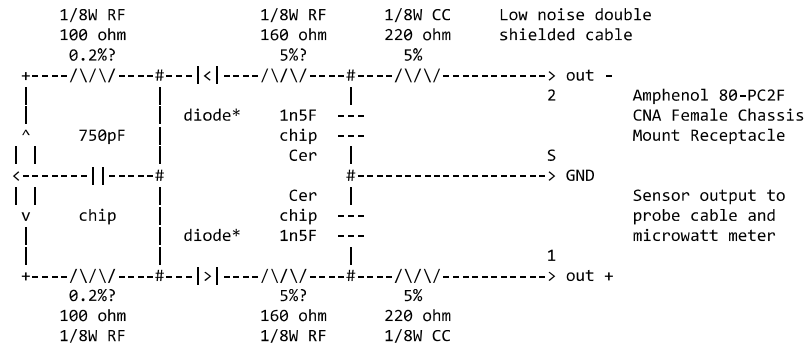 1/8W RF             1/8W RF      1/8W CC     Low noise double
     100 ohm             160 ohm      220 ohm     shielded cable
      0.2%?                5%?          5%
 +----/\/\/----#---|<|----/\/\/----#----/\/\/------------> out -
 |             |                   |                     2        Amphenol 80-PC2F
 |             |  diode*   1n5F   ---                             CNA Female Chassis
 ^     750pF   |           chip   ---                             Mount Receptacle
| |            |            Cer    |                     S
<-------||-----#                   #---------------------> GND
| |            |            Cer    |                              Sensor output to
 v     chip    |           chip   ---                             probe cable and
 |             |  diode*   1n5F   ---                             microwatt meter
 |             |                   |                     1
 +----/\/\/----#---|>|----/\/\/----#----/\/\/------------> out +
      0.2%?                5%?          5%
     100 ohm             160 ohm      220 ohm
     1/8W RF             1/8W RF      1/8W CC